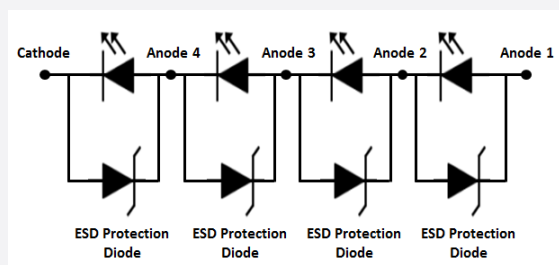 Cathode Anode 4 Anode 3 Anode 2 Anode 1
ESD Protection ESD Protection ESD Protection ESD Protection
Diode Diode Diode Diode